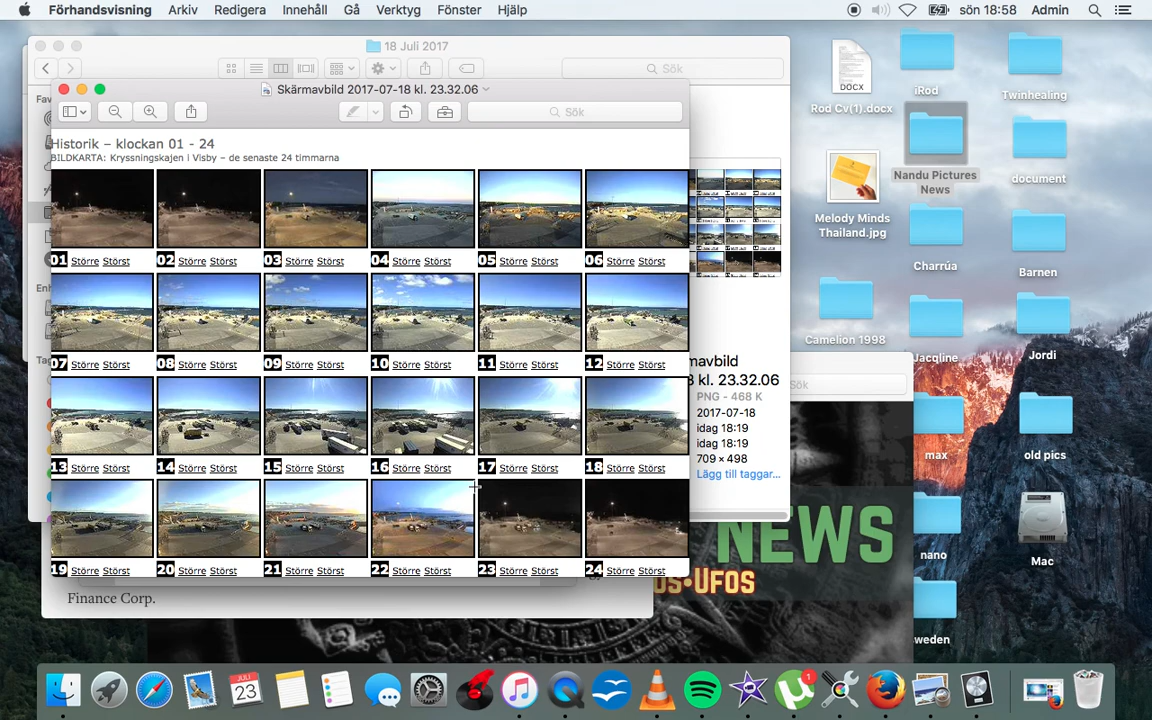 Förhandsvisning Arkiv Redigera Innehåll Gå Verktyg Fönster Hjälp sön 18:58 Admin
18 Juli 2017
Sök
Skärmavbild 2017-07-18 kl. 23.32.06
Sök
Fav
Enh
Tag
Historik – klockan 01 - 24
BILDKARTA: Kryssningskajen i Visby – de senaste 24 timmarna
01 Större Störst 02 Större Störst 03 Större Störst 04 Större Störst 05 Större Störst 06 Större Störst
07 Större Störst 08 Större Störst 09 Större Störst 10 Större Störst 11 Större Störst 12 Större Störst
13 Större Störst 14 Större Störst 15 Större Störst 16 Större Störst 17 Större Störst 18 Större Störst
19 Större Störst 20 Större Störst 21 Större Störst 22 Större Störst 23 Större Störst 24 Större Störst
mavbild
8 kl. 23.32.06
PNG - 468 K
2017-07-18
idag 18:19
idag 18:19
709 × 498
Lägg till taggar...
Sök
NEWS
OS•UFOS
Finance Corp.
DOCX
Rod Cv(1).docx
iRod
Twinhealing
Nandu Pictures
News
document
Melody Minds
Thailand.jpg
Charrúa
Barnen
Camelion 1998
Jacqline
Jordi
max
old pics
nano
Mac
weden
JUL
23
1